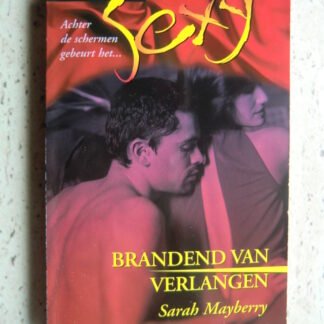 Sexy
Achter
de schermen
gebeurt het...
BRANDEND VAN
VERLANGEN
Sarah Mayberry